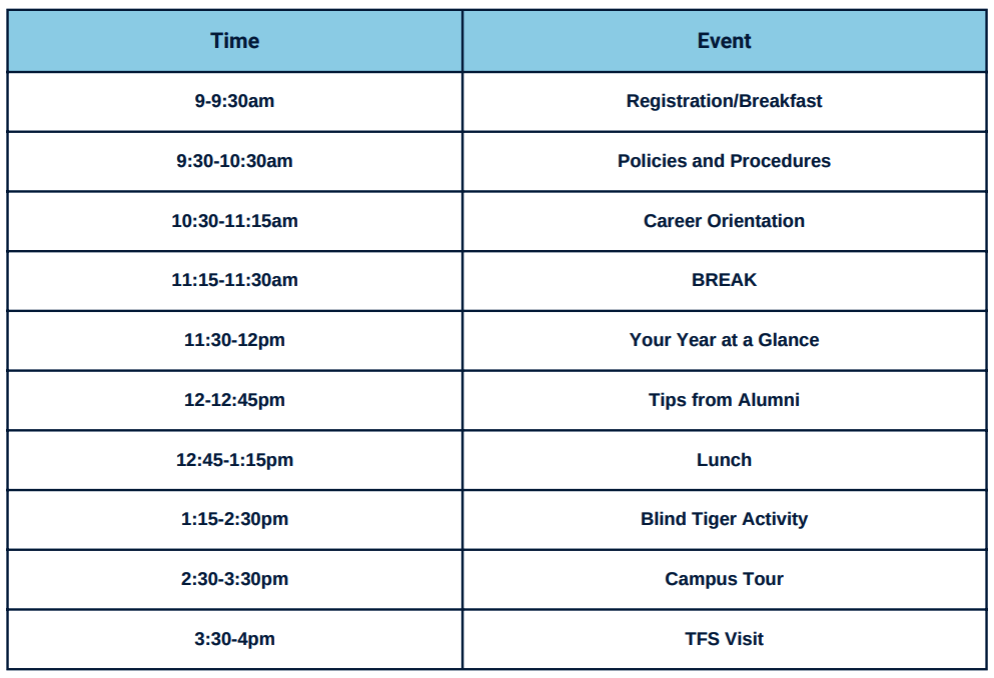 Time Event
9-9:30am Registration/Breakfast
9:30-10:30am Policies and Procedures
10:30-11:15am Career Orientation
11:15-11:30am BREAK
11:30-12pm Your Year at a Glance
12-12:45pm Tips from Alumni
12:45-1:15pm Lunch
1:15-2:30pm Blind Tiger Activity
2:30-3:30pm Campus Tour
3:30-4pm TFS Visit